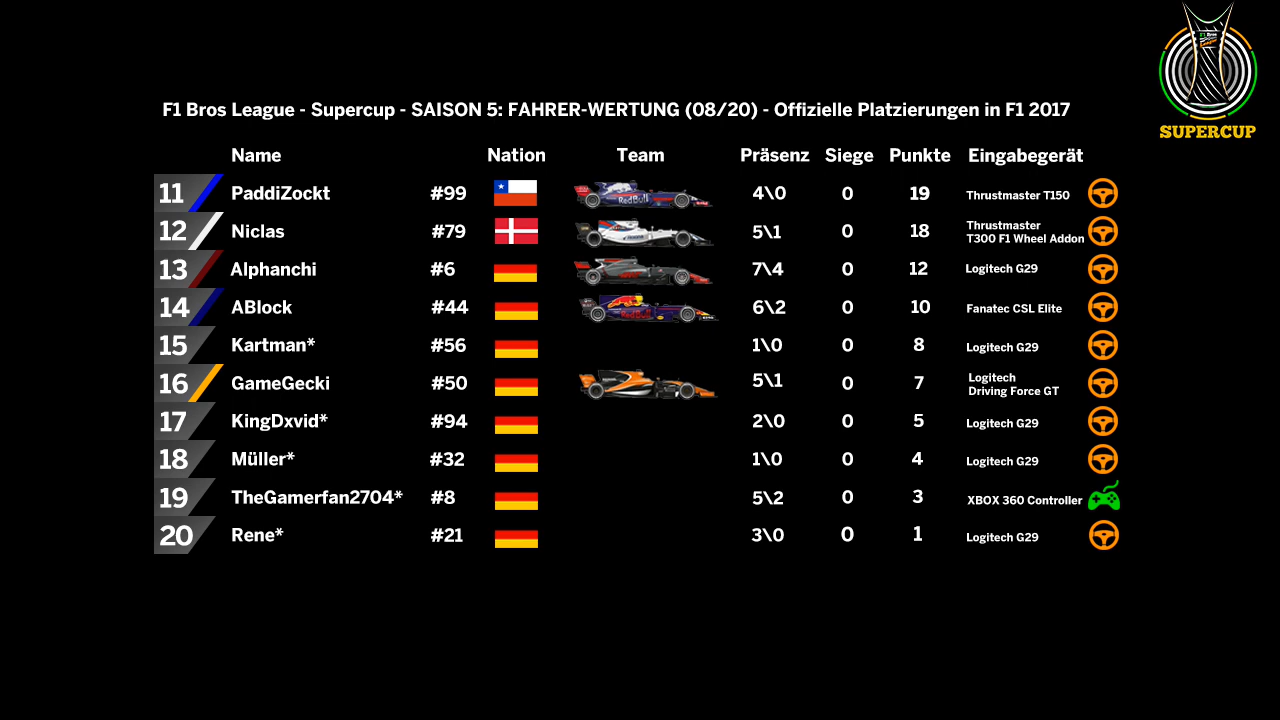 F1 Bros League - Supercup - SAISON 5: FAHRER-WERTUNG (08/20) - Offizielle Platzierungen in F1 2017
SUPERCUP
Name Nation Team Präsenz Siege Punkte Eingabegerät
11 PaddiZockt #99 RedBull 4\0 0 19 Thrustmaster T150
12 Niclas #79 5\1 0 18 Thrustmaster
T300 F1 Wheel Addon
13 Alphanchi #6 7\4 0 12 Logitech G29
14 ABlock #44 RedBull 6\2 0 10 Fanatec CSL Elite
15 Kartman* #56 1\0 0 8 Logitech G29
16 GameGecki #50 5\1 0 7 Logitech
Driving Force GT
17 KingDxvid* #94 2\0 0 5 Logitech G29
18 Müller* #32 1\0 0 4 Logitech G29
19 TheGamerfan2704* #8 5\2 0 3 XBOX 360 Controller
20 Rene* #21 3\0 0 1 Logitech G29